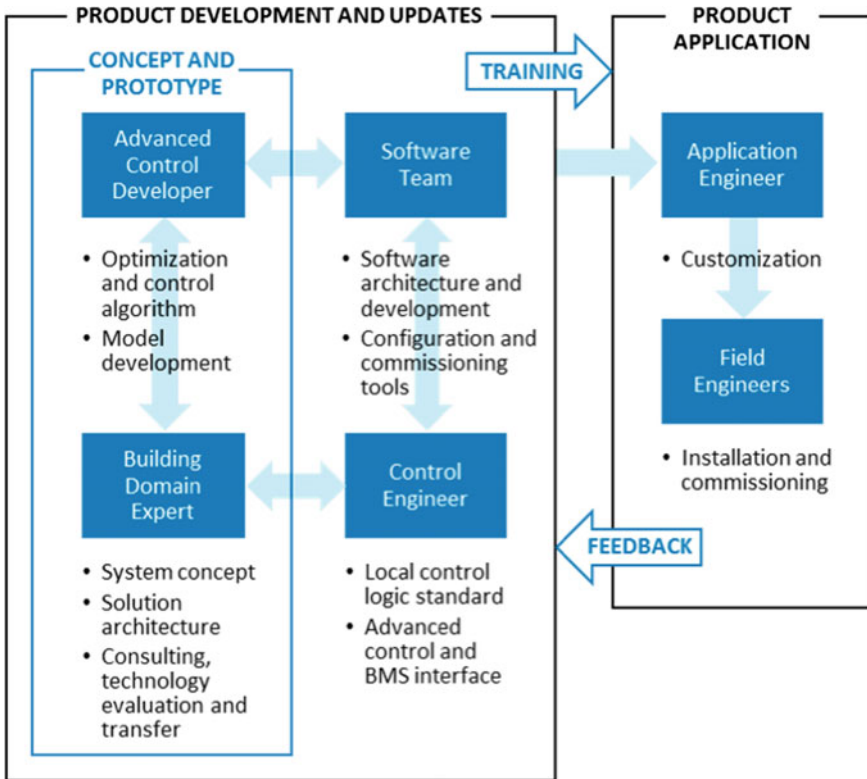 PRODUCT DEVELOPMENT AND UPDATES
PRODUCT
APPLICATION
CONCEPT AND
PROTOTYPE
TRAINING
Advanced
Control
Developer
Software
Team
Application
Engineer
• Optimization
and control
algorithm
• Model
development
• Software
architecture and
development
• Configuration and
commissioning
tools
• Customization
Field
Engineers
Building
Domain
Expert
Control
Engineer
• Installation and
commissioning
FEEDBACK
• System concept
• Solution
architecture
• Consulting,
technology
evaluation and
transfer
• Local control
logic standard
• Advanced
control and
BMS interface